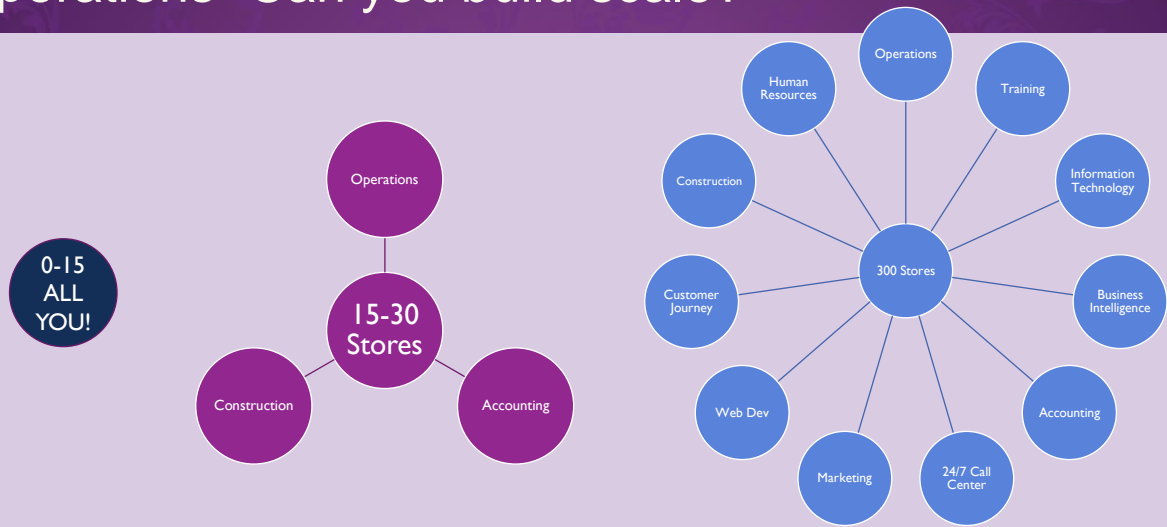 Can you build scale?
0-15
ALL
YOU!
Operations
15-30
Stores
Construction
Accounting
Operations
Human
Resources
Training
Construction
Information
Technology
300 Stores
Customer
Journey
Business
Intelligence
Web Dev
Accounting
Marketing
24/7 Call
Center